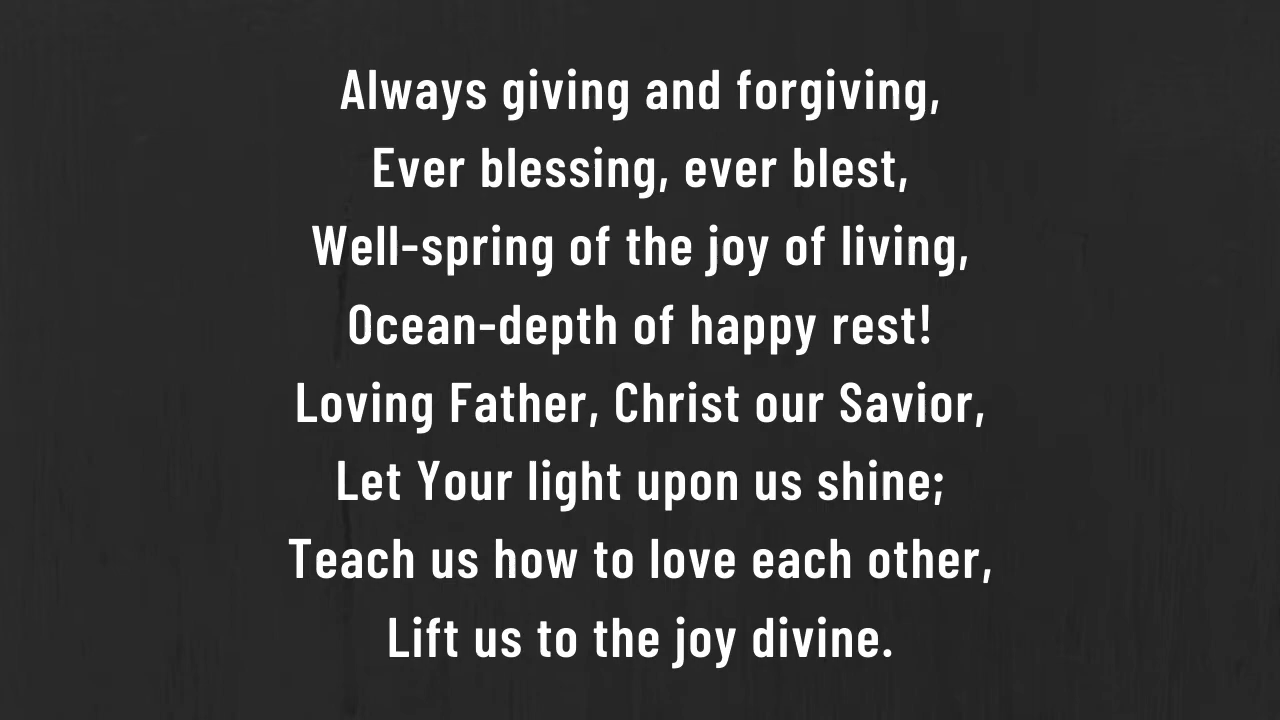 Always giving and forgiving,
Ever blessing, ever blest,
Well-spring of the joy of living,
Ocean-depth of happy rest!
Loving Father, Christ our Savior,
Let Your light upon us shine;
Teach us how to love each other,
Lift us to the joy divine.